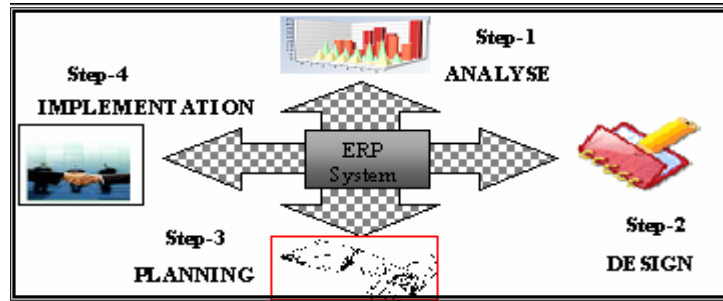 Step-1
ANALYSE
Step-4
IMPLEMENTATION
ERP
System
Step-2
DESIGN
Step-3
PLANNING